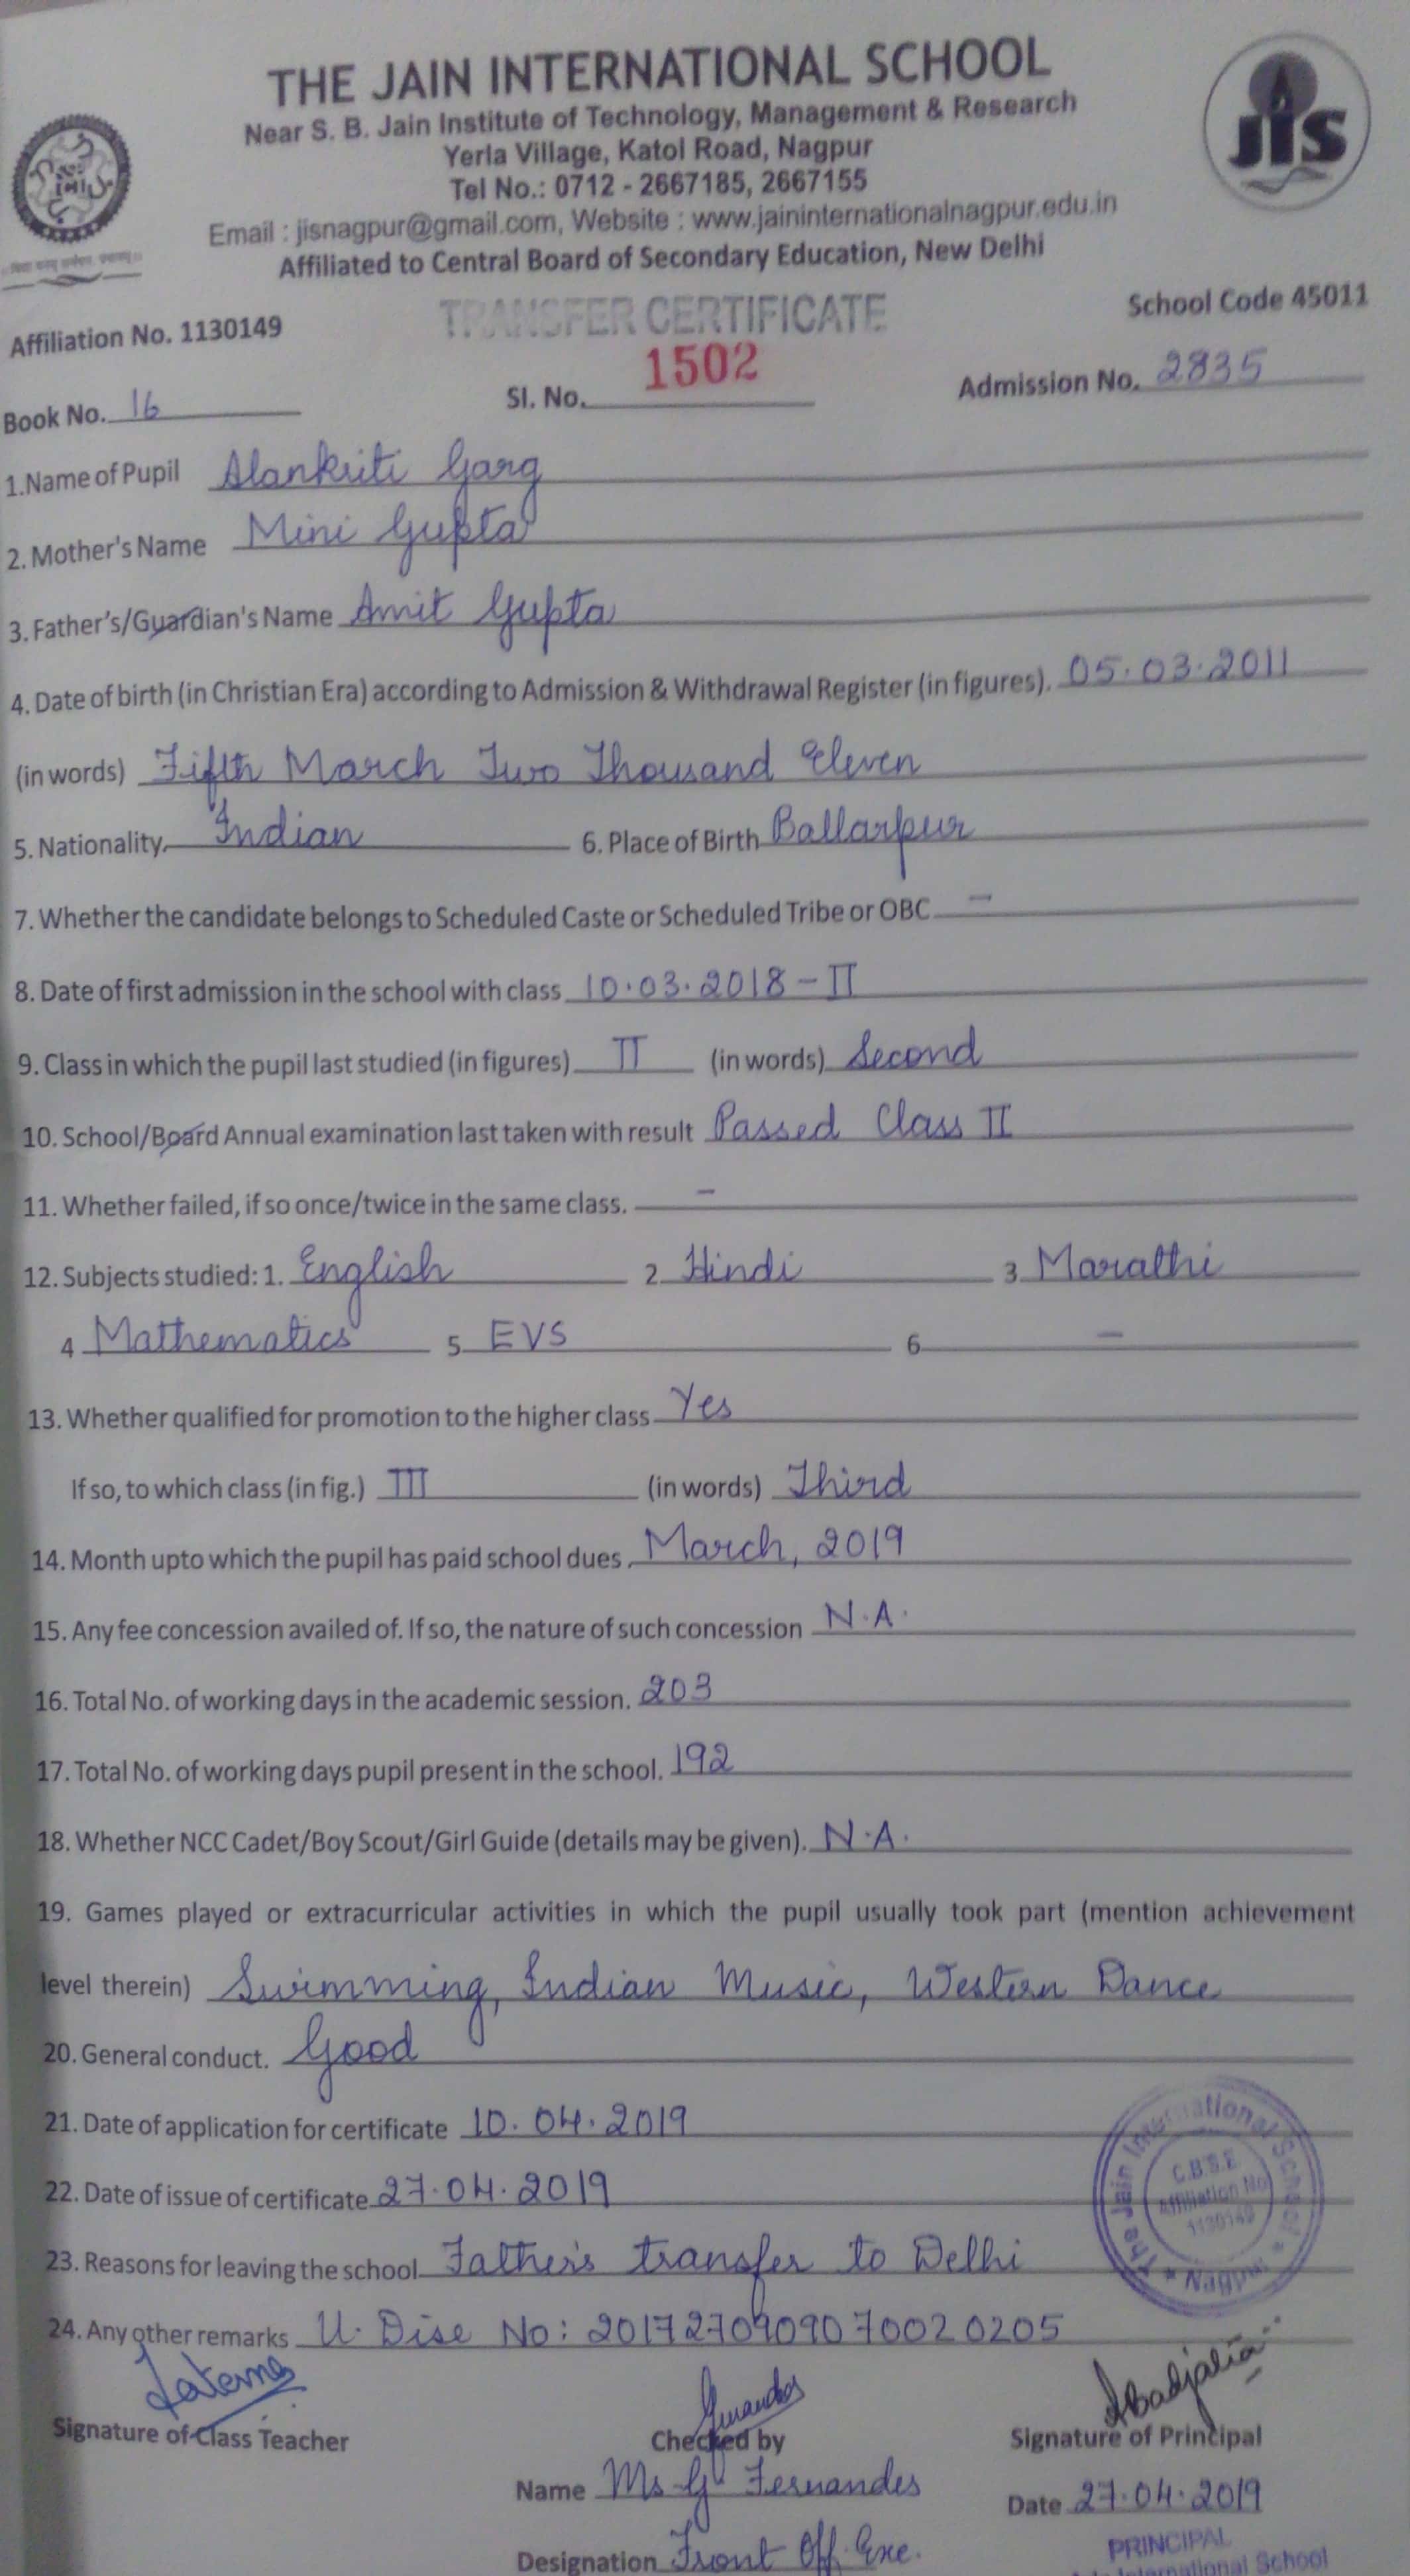 THE JAIN INTERNATIONAL SCHOOL
Near S. B. Jain Institute of Technology, Management & Research
Yerla Village, Katol Road, Nagpur
Tel No.: 0712 - 2667185, 2667155
Email : jisnagpur@gmail.com, Website : www.jaininternationalnagpur.edu.in
Affiliated to Central Board of Secondary Education, New Delhi
JIS
Affiliation No. 1130149 TRANSFER CERTIFICATE School Code 45011
Book No. 16 Sl. No. 1502 Admission No. 2835
1.Name of Pupil Alankriti Garg
2. Mother's Name Mini Gupta
3. Father's/Guardian's Name Amit Gupta
4. Date of birth (in Christian Era) according to Admission & Withdrawal Register (in figures). 05.03.2011
(in words) Fifth March Two Thousand Eleven
5. Nationality. Indian 6. Place of Birth Ballarpur
7. Whether the candidate belongs to Scheduled Caste or Scheduled Tribe or OBC –
8. Date of first admission in the school with class 10.03.2018 – II
9. Class in which the pupil last studied (in figures) II (in words) Second
10. School/Board Annual examination last taken with result Passed Class II
11. Whether failed, if so once/twice in the same class. –
12. Subjects studied: 1. English 2. Hindi 3. Marathi
4 Mathematics 5 EVS 6 –
13. Whether qualified for promotion to the higher class Yes
If so, to which class (in fig.) III (in words) Third
14. Month upto which the pupil has paid school dues. March, 2019
15. Any fee concession availed of. If so, the nature of such concession N.A.
16. Total No. of working days in the academic session. 203
17. Total No. of working days pupil present in the school. 192
18. Whether NCC Cadet/Boy Scout/Girl Guide (details may be given). N.A.
19. Games played or extracurricular activities in which the pupil usually took part (mention achievement
level therein) Swimming, Indian Music, Western Dance
20. General conduct. Good
21. Date of application for certificate 10.04.2019
22. Date of issue of certificate 27.04.2019
23. Reasons for leaving the school Father's transfer to Delhi
24. Any other remarks U. Dise No: 2017270909070020205
The Jain International School * Nagpur *
C.B.S.E
Affiliation No
1130149
Signature of Class Teacher Checked by Signature of Principal
Name Ms G Fernandes Date 27.04.2019
Designation Front Off. Exe. PRINCIPAL
International School